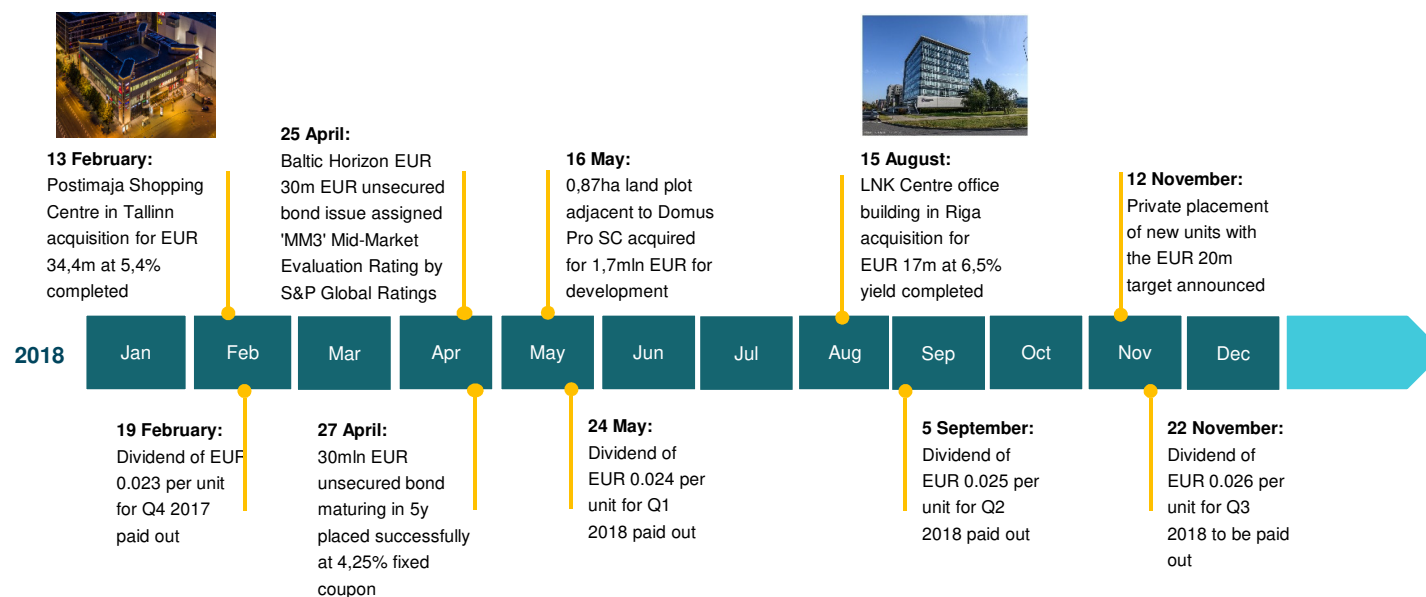 13 February:
Postimaja Shopping
Centre in Tallinn
acquisition for EUR
34,4m at 5,4%
completed
25 April:
Baltic Horizon EUR
30m EUR unsecured
bond issue assigned
'MM3' Mid-Market
Evaluation Rating by
S&P Global Ratings
16 May:
0,87ha land plot
adjacent to Domus
Pro SC acquired
for 1,7mln EUR for
development
15 August:
LNK Centre office
building in Riga
acquisition for
EUR 17m at 6,5%
yield completed
12 November:
Private placement
of new units with
the EUR 20m
target announced
2018
Jan
Feb
Mar
Apr
May
Jun
Jul
Aug
Sep
Oct
Nov
Dec
19 February:
Dividend of EUR
0.023 per unit
for Q4 2017
paid out
27 April:
30mln EUR
unsecured bond
maturing in 5y
placed successfully
at 4,25% fixed
coupon
24 May:
Dividend of
EUR 0.024 per
unit for Q1
2018 paid out
5 September:
Dividend of
EUR 0.025 per
unit for Q2
2018 paid out
22 November:
Dividend of
EUR 0.026 per
unit for Q3
2018 to be paid
out